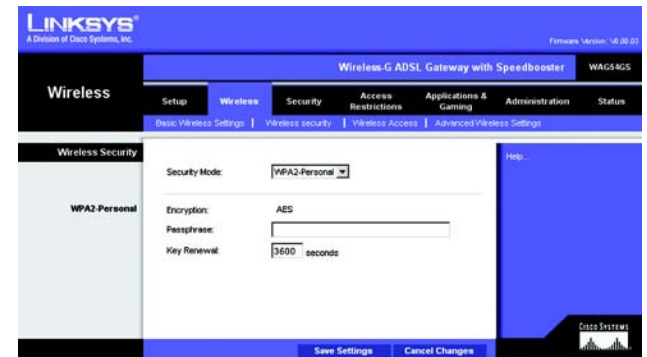 LINKSYS®
A Division of Cisco Systems, Inc.
Firmware Version: V0.00.03
Wireless-G ADSL Gateway with Speedbooster WAG54GS
Wireless
Setup Wireless Security Access Restrictions Applications & Gaming Administration Status
Basic Wireless Settings | Wireless security | Wireless Access | Advanced Wireless Settings
Wireless Security
Help...
Security Mode: WPA2-Personal
WPA2-Personal
Encryption: AES
Passphrase:
Key Renewal: 3600 seconds
CISCO SYSTEMS
Save Settings Cancel Changes